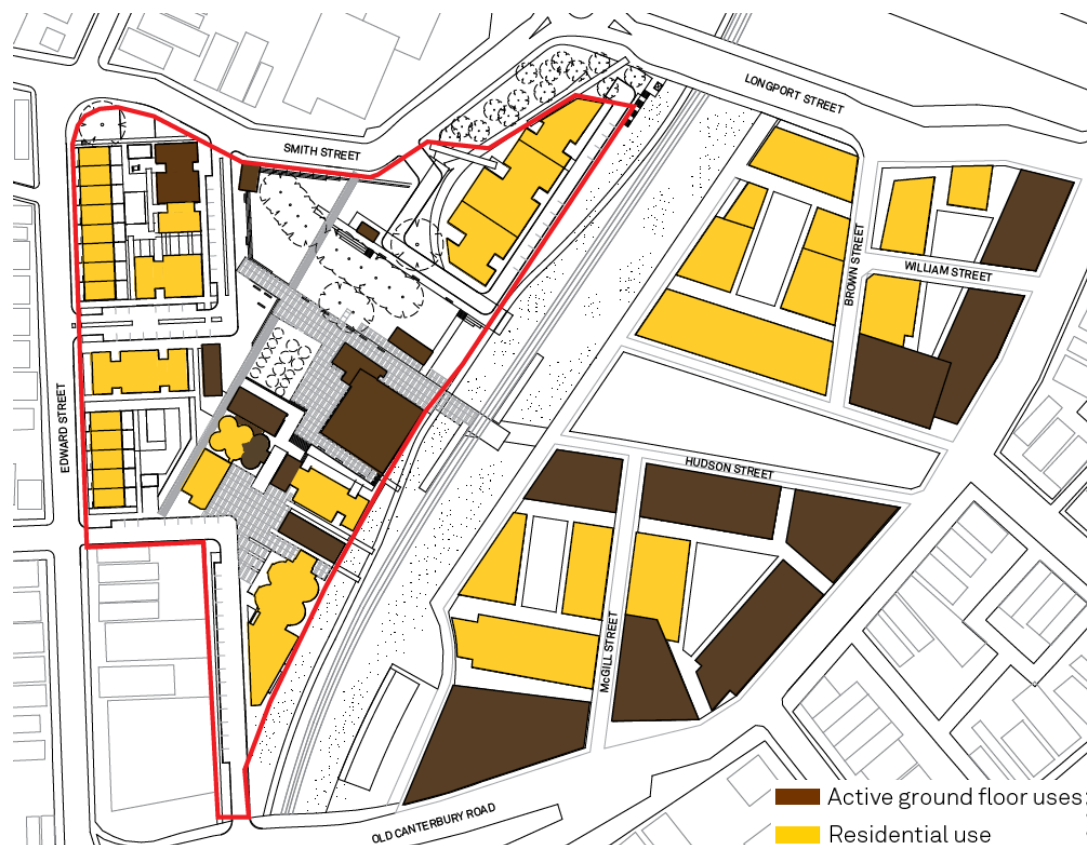 LONGPORT STREET
SMITH STREET
WILLIAM STREET
BROWN STREET
EDWARD STREET
HUDSON STREET
McGILL STREET
OLD CANTERBURY ROAD
Active ground floor uses
Residential use